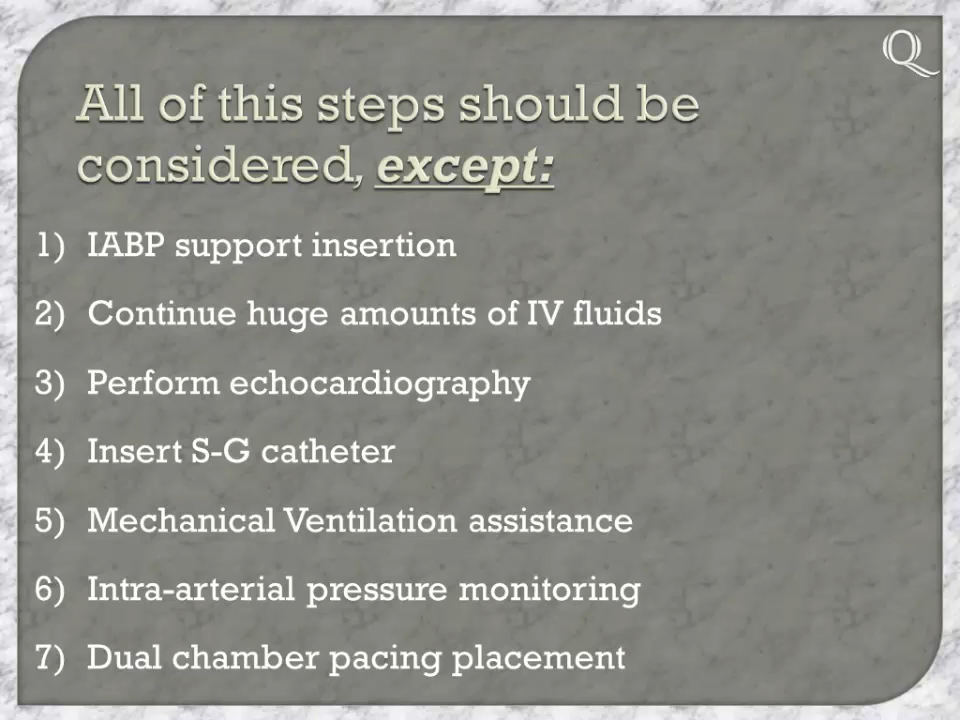 Q
All of this steps should be
considered, except:
1) IABP support insertion
2) Continue huge amounts of IV fluids
3) Perform echocardiography
4) Insert S-G catheter
5) Mechanical Ventilation assistance
6) Intra-arterial pressure monitoring
7) Dual chamber pacing placement